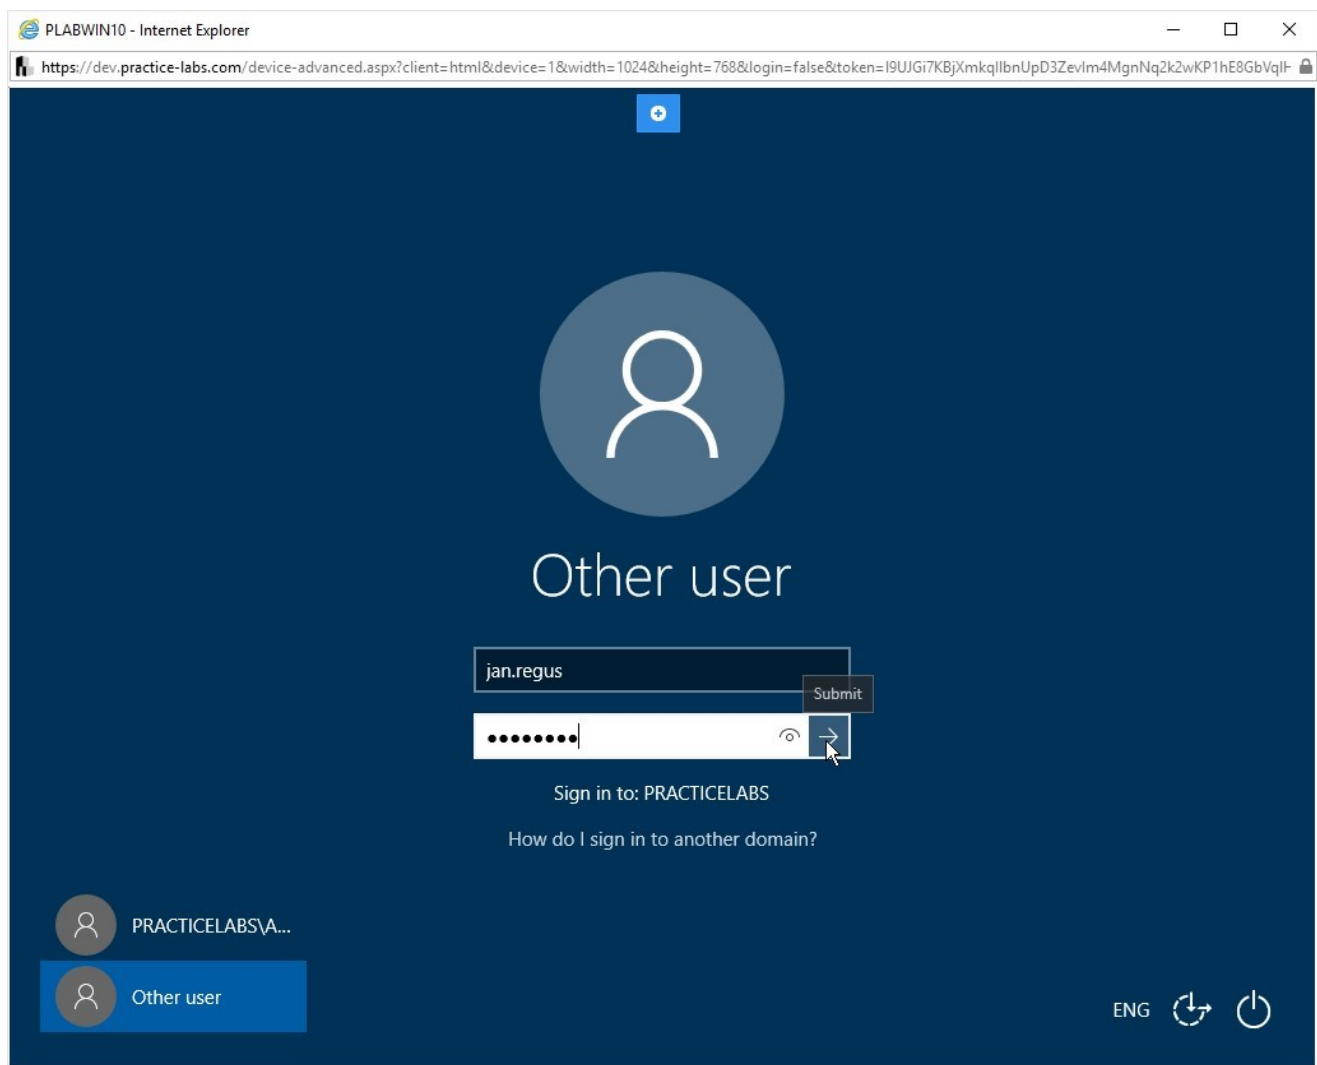 PLABWIN10 - Internet Explorer
https://dev.practice-labs.com/device-advanced.aspx?client=html&device=1&width=1024&height=768&login=false&token=
Other user
jan.regus
Submit
Sign in to: PRACTICELABS
How do I sign in to another domain?
PRACTICELABS\A...
Other user
ENG